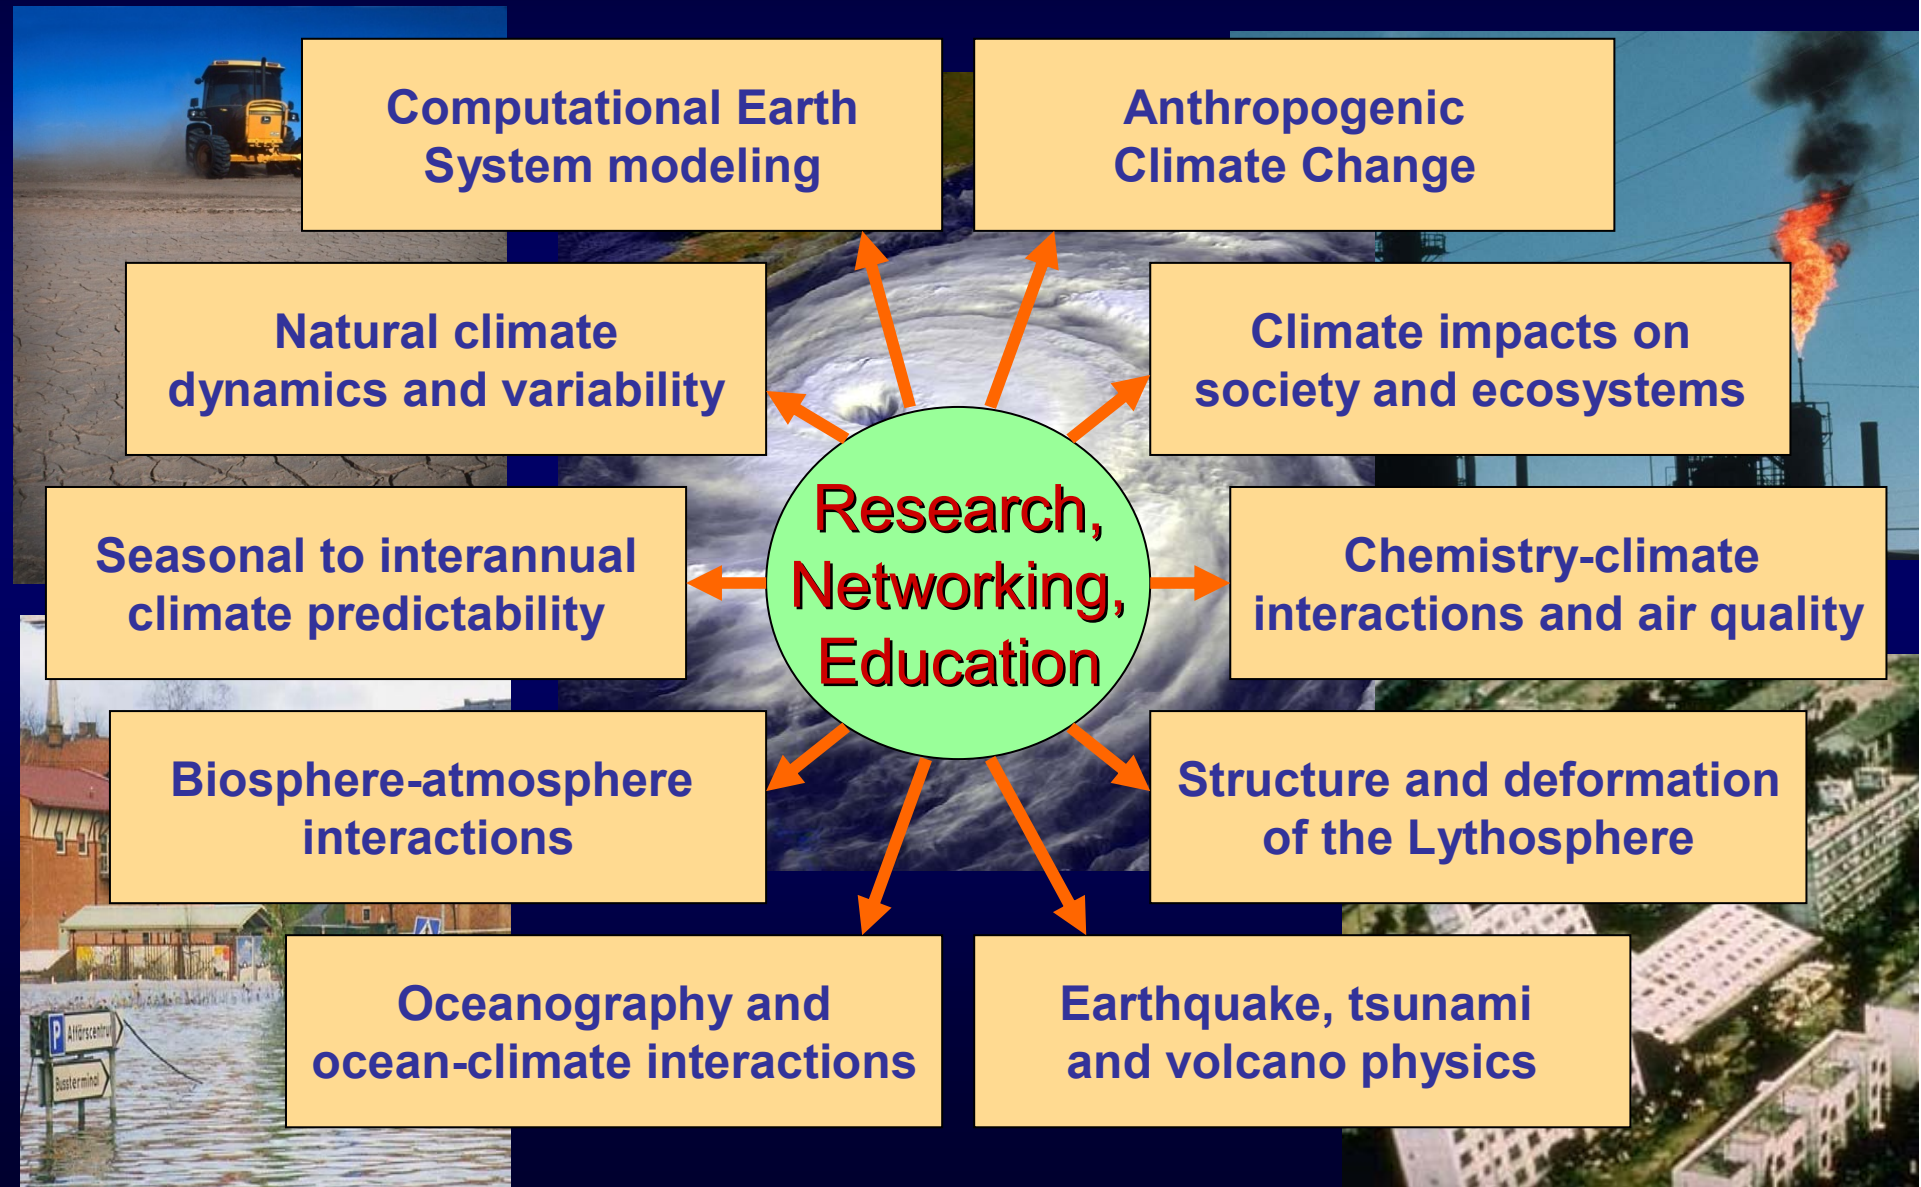 Computational Earth
System modeling
Anthropogenic
Climate Change
Natural climate
dynamics and variability
Climate impacts on
society and ecosystems
Seasonal to interannual
climate predictability
Research,
Networking,
Education
Chemistry-climate
interactions and air quality
Biosphere-atmosphere
interactions
Structure and deformation
of the Lythosphere
Oceanography and
ocean-climate interactions
Earthquake, tsunami
and volcano physics
P Affärscentrum
Bussterminal